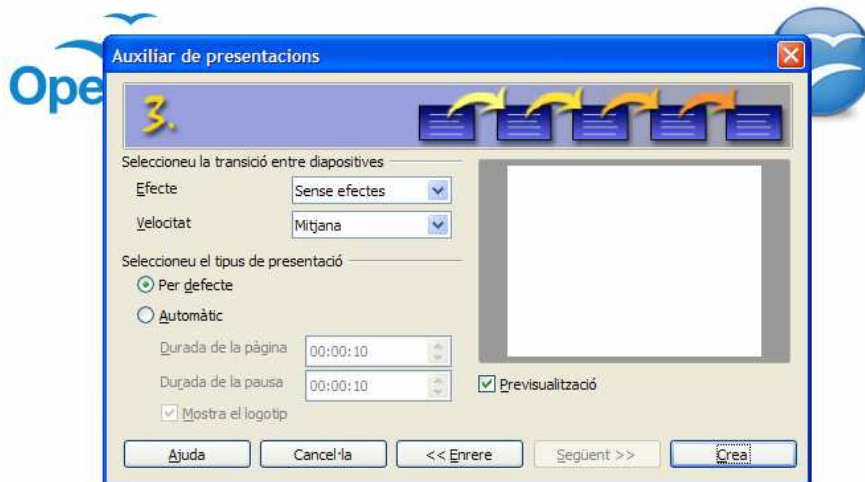 Ope
Auxiliar de presentacions
3.
Seleccioneu la transició entre diapositives
Efecte Sense efectes
Velocitat Mitjana
Seleccioneu el tipus de presentació
Per defecte
Automàtic
Durada de la pàgina 00:00:10
Durada de la pausa 00:00:10
Previsualització
Mostra el logotip
Ajuda Cancel·la << Enrere Següent >> Crea